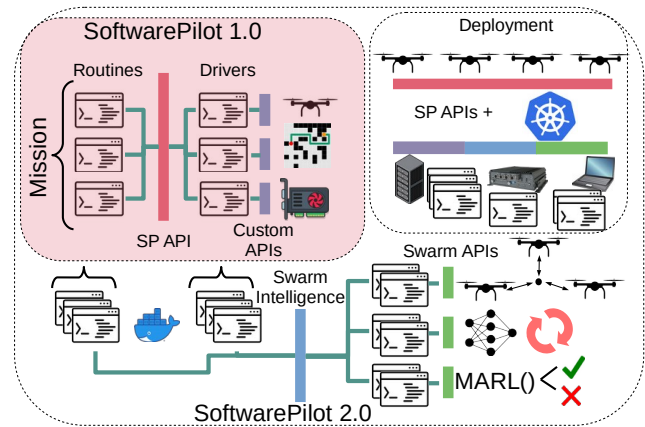 SoftwarePilot 1.0
Deployment
Routines
Drivers
Mission
SP APIs +
SP API
Custom
APIs
Swarm APIs
Swarm
Intelligence
MARL()
SoftwarePilot 2.0